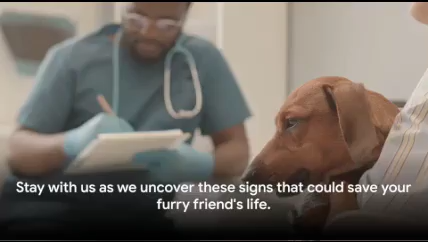 Stay with us as we uncover these signs that could save your
furry friend's life.